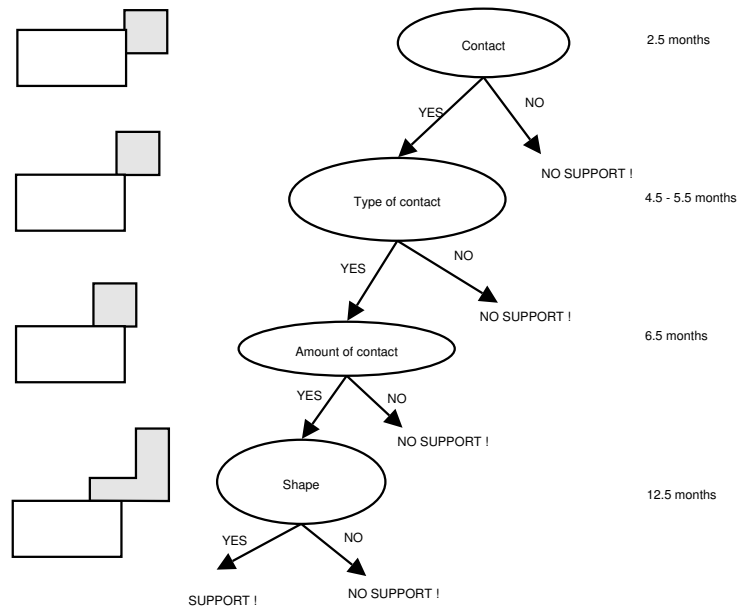 Contact
2.5 months
YES
NO
NO SUPPORT !
Type of contact
4.5 - 5.5 months
YES
NO
NO SUPPORT !
Amount of contact
6.5 months
YES
NO
NO SUPPORT !
Shape
12.5 months
YES
NO
SUPPORT !
NO SUPPORT !